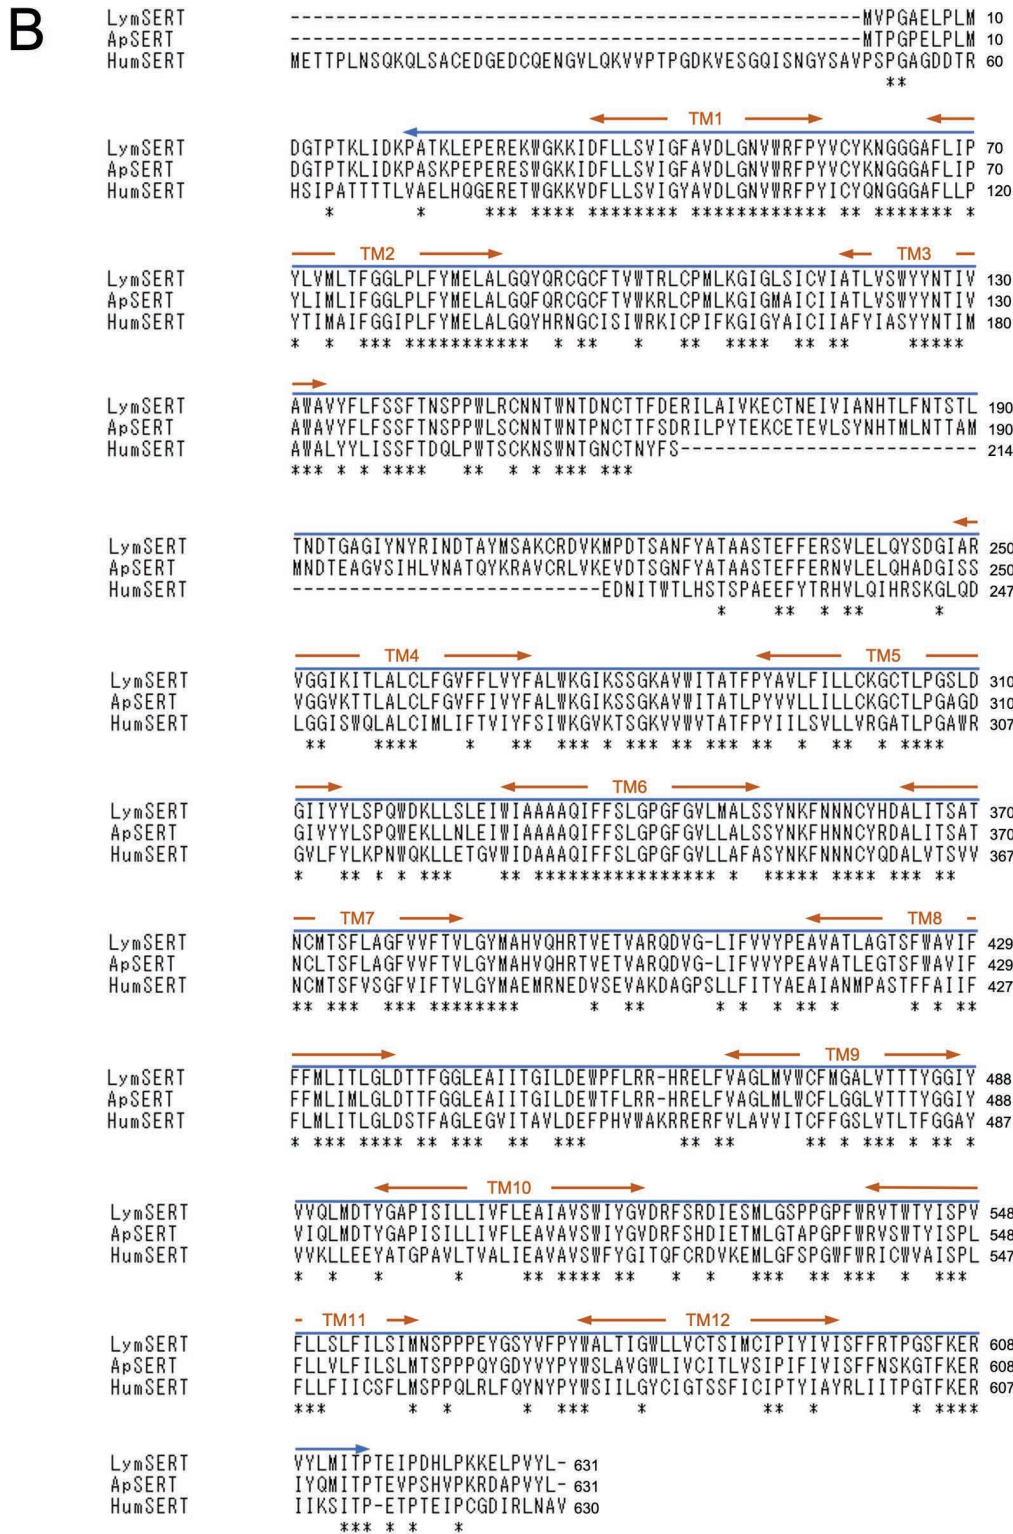 B
LymSERT --------------------------------------------------MVPGAELPLM 10
ApSERT --------------------------------------------------MTPGPELPLM 10
HumSERT METTPLNSQKQLSACEDGEDCQENGVLQKVVPTPGDKVESGQISNGYSAVPSPGAGDDTR 60
**
TM1
LymSERT DGTPTKLIDKPATKLEPEREKWGKKIDFLLSVIGFAVDLGNVWRFPYVCYKNGGGAFLIP 70
ApSERT DGTPTKLIDKPASKPEPEREKWGKKIDFLLSVIGFAVDLGNVWRFPYVCYKNGGGAFLIP 70
HumSERT HSIPATTTTLVAELHQGERETWGKKVDFLLSVIGYAVDLGNVWRFPYICYQNGGGAFLLP 120
* * *** **** ******** ************ ** ******* *
TM2 TM3
LymSERT YLVMLTFGGLPLFYMELALGQYQRCGCFTVWTRLCPMLKGIGLSICVIATLVSWYYNTIV 130
ApSERT YLIMLIFGGLPLFYMELALGQFQRCGCFTVWKRLCPMLKGIGMAICIIATLVSWYYNTIV 130
HumSERT YTIMAIFGGIPLFYMELALGQYHRNGCISIWRKICPIFKGIGYAICIIAFYIASYYNTIM 180
* * *** *********** * ** * ** **** ** ** *****
LymSERT AWAVYFLFSSFTNSPPWLRCNNTWNTDNCTTFDERILAIVKECTNEIVIANHTLFNTSTL 190
ApSERT AWAVYFLFSSFTNSPPWLSCNNTWNTPNCTTFSDRILPYTEKCETEVLSYNHTMLNTTAM 190
HumSERT AWALYYLISSFTDQLPWTSCKNSWNTGNCTNYFS-------------------------- 214
*** * * **** ** * * *** ***
LymSERT TNDTGAGIYNYRINDTAYMSAKCRDVKMPDTSANFYATAASTEFFERSVLELQYSDGIAR 250
ApSERT MNDTEAGVSIHLVNATQYKRAVCRLVKEVDTSGNFYATAASTEFFERNVLELQHADGISS 250
HumSERT ---------------------------EDNITWTLHSTSPAEEFYTRHVLQIHRSKGLQD 247
* ** * ** *
TM4 TM5
LymSERT VGGIKITLALCLFGVFFLVYFALWKGIKSSGKAVWITATFPYAVLFILLCKGCTLPGSLD 310
ApSERT VGGVKTTLALCLFGVFFIVYFALWKGIKSSGKAVWITATLPYVVLLILLCKGCTLPGAGD 310
HumSERT LGGISWQLALCIMLIFTVIYFSIWKGVKTSGKVVWVTATFPYIILSVLLVRGATLPGAWR 307
** **** * ** *** * *** ** *** ** * ** * ****
TM6
LymSERT GIIYYLSPQWDKLLSLEIWIAAAAQIFFSLGPGFGVLMALSSYNKFNNNCYHDALITSAT 370
ApSERT GIVYYLSPQWEKLLNLEIWIAAAAQIFFSLGPGFGVLLALSSYNKFHNNCYRDALITSAT 370
HumSERT GVLFYLKPNWQKLLETGVWIDAAAQIFFSLGPGFGVLLAFASYNKFNNNCYQDALVTSVV 367
* ** * * *** ** **************** * ***** **** *** **
TM7 TM8
LymSERT NCMTSFLAGFVVFTVLGYMAHVQHRTVETVARQDVG-LIFVVYPEAVATLAGTSFWAVIF 429
ApSERT NCLTSFLAGFVVFTVLGYMAHVQHRTVETVARQDVG-LIFVVYPEAVATLEGTSFWAVIF 429
HumSERT NCMTSFVSGFVIFTVLGYMAEMRNEDVSEVAKDAGPSLLFITYAEAIANMPASTFFAIIF 427
** *** *** ******** * ** * * * ** * * * **
TM9
LymSERT FFMLITLGLDTTFGGLEAIITGILDEWPFLRR-HRELFVAGLMVWCFMGALVTTTYGGIY 488
ApSERT FFMLIMLGLDTTFGGLEAIITGILDEWTFLRR-HRELFVAGLMLWCFLGGLVTTTYGGIY 488
HumSERT FLMLITLGLDSTFAGLEGVITAVLDEFPHVWAKRRERFVLAVVITCFFGSLVTLTFGGAY 487
* *** **** ** *** ** *** ** ** ** * *** * ** *
TM10
LymSERT VVQLMDTYGAPISILLIVFLEAIAVSWIYGVDRFSRDIESMLGSPPGPFWRVTWTYISPV 548
ApSERT VIQLMDTYGAPISILLIVFLEAIAVSWIYGVDRFSHDIETMLGTAPGPFWRVSWTYISPL 548
HumSERT VVKLLEEYATGPAVLTVALIEAVAVSWFYGITQFCRDVKEMLGFSPGWFWRICWVAISPL 547
* * * * ** **** ** * * *** ** *** * ***
TM11 TM12
LymSERT FLLSLFILSIMNSPPPEYGSYVFPYWALTIGWLLVCTSIMCIPIYIVISFFRTPGSFKER 608
ApSERT FLLVLFILSLMTSPPPQYGDYVYPYWSLAVGWLIVCITLVSIPIFIVISFFNSKGTFKER 608
HumSERT FLLFIICSFLMSPPQLRLFQYNYPYWSIILGYCIGTSSFICIPTYIAYRLIITPGTFKER 607
*** * * * *** * ** * * ****
LymSERT VYLMITPTEIPDHLPKKELPVYL- 631
ApSERT IYQMITPTEVPSHVPKRDAPVYL- 631
HumSERT IIKSITP-ETPTEIPCGDIRLNAV 630
*** * * *